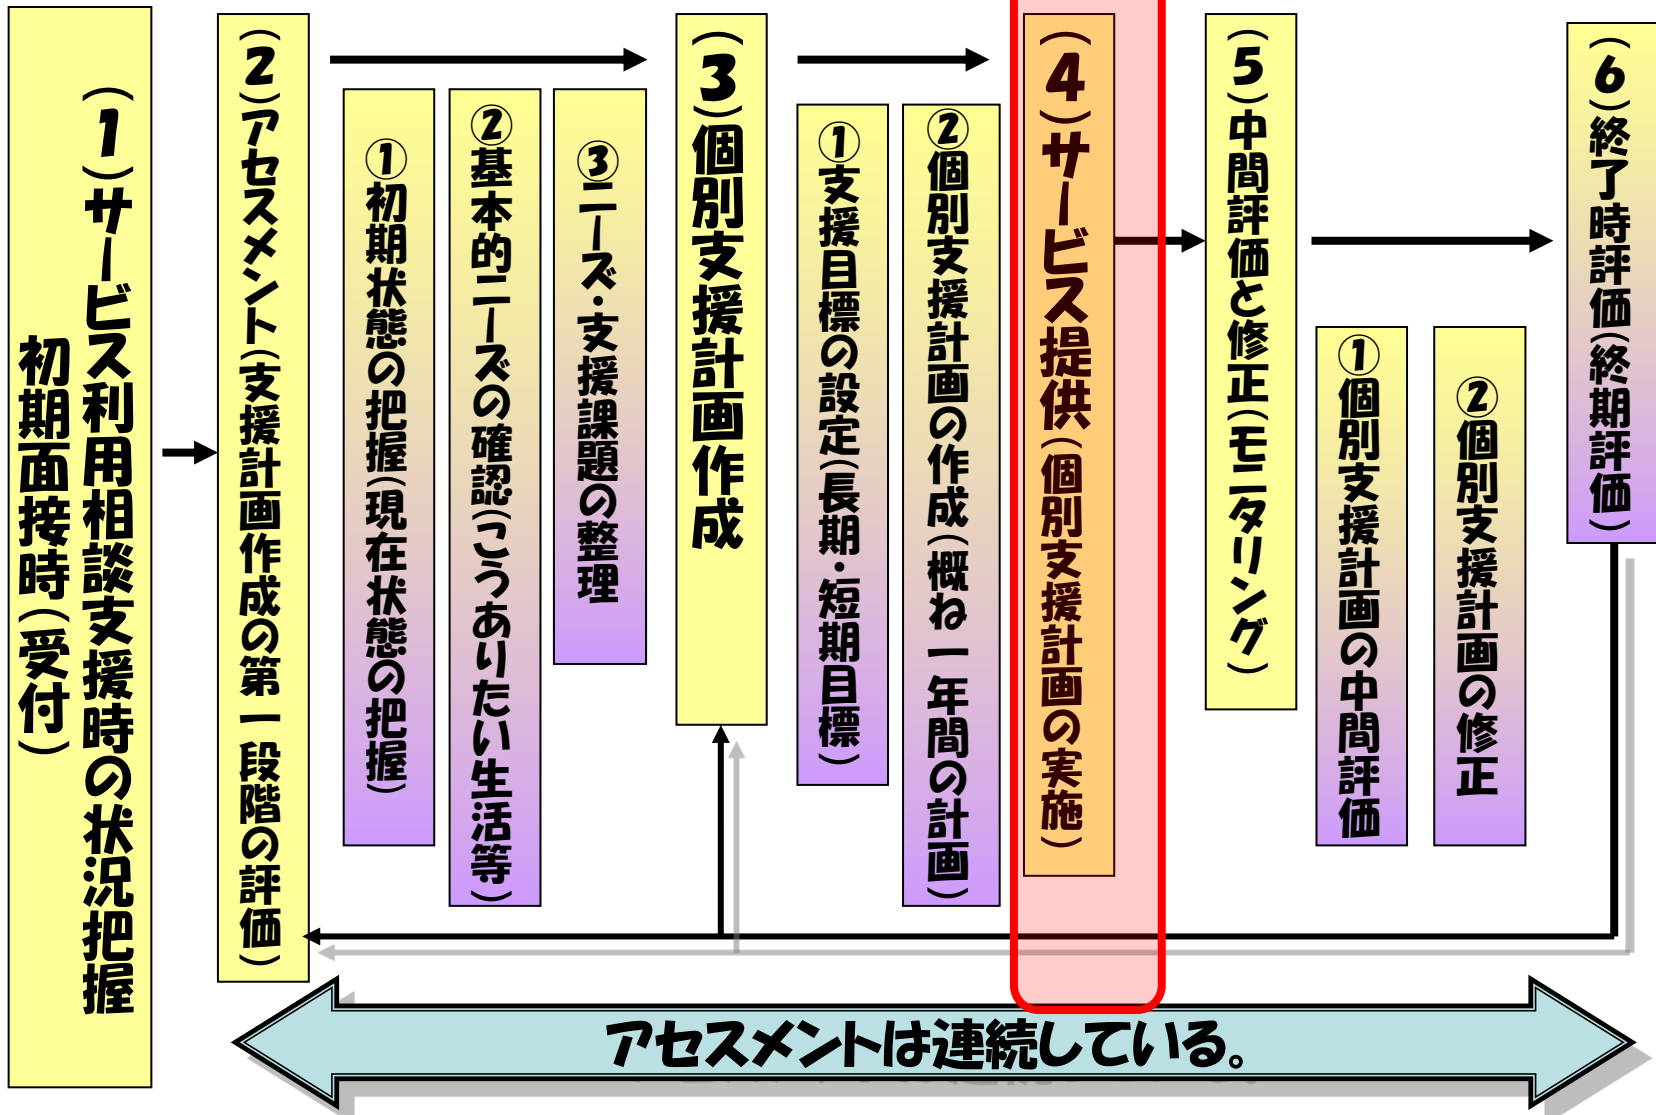 (1)サービス利用相談支援時の状況把握
初期面接時(受付)
(2)アセスメント(支援計画作成の第一段階の評価)
①初期状態の把握(現在状態の把握)
②基本的ニーズの確認(こうありたい生活等)
③ニーズ・支援課題の整理
(3)個別支援計画作成
①支援目標の設定(長期・短期目標)
②個別支援計画の作成(概ね一年間の計画)
(4)サービス提供(個別支援計画の実施)
(5)中間評価と修正(モニタリング)
①個別支援計画の中間評価
②個別支援計画の修正
(6)終了時評価(終期評価)
アセスメントは連続している。